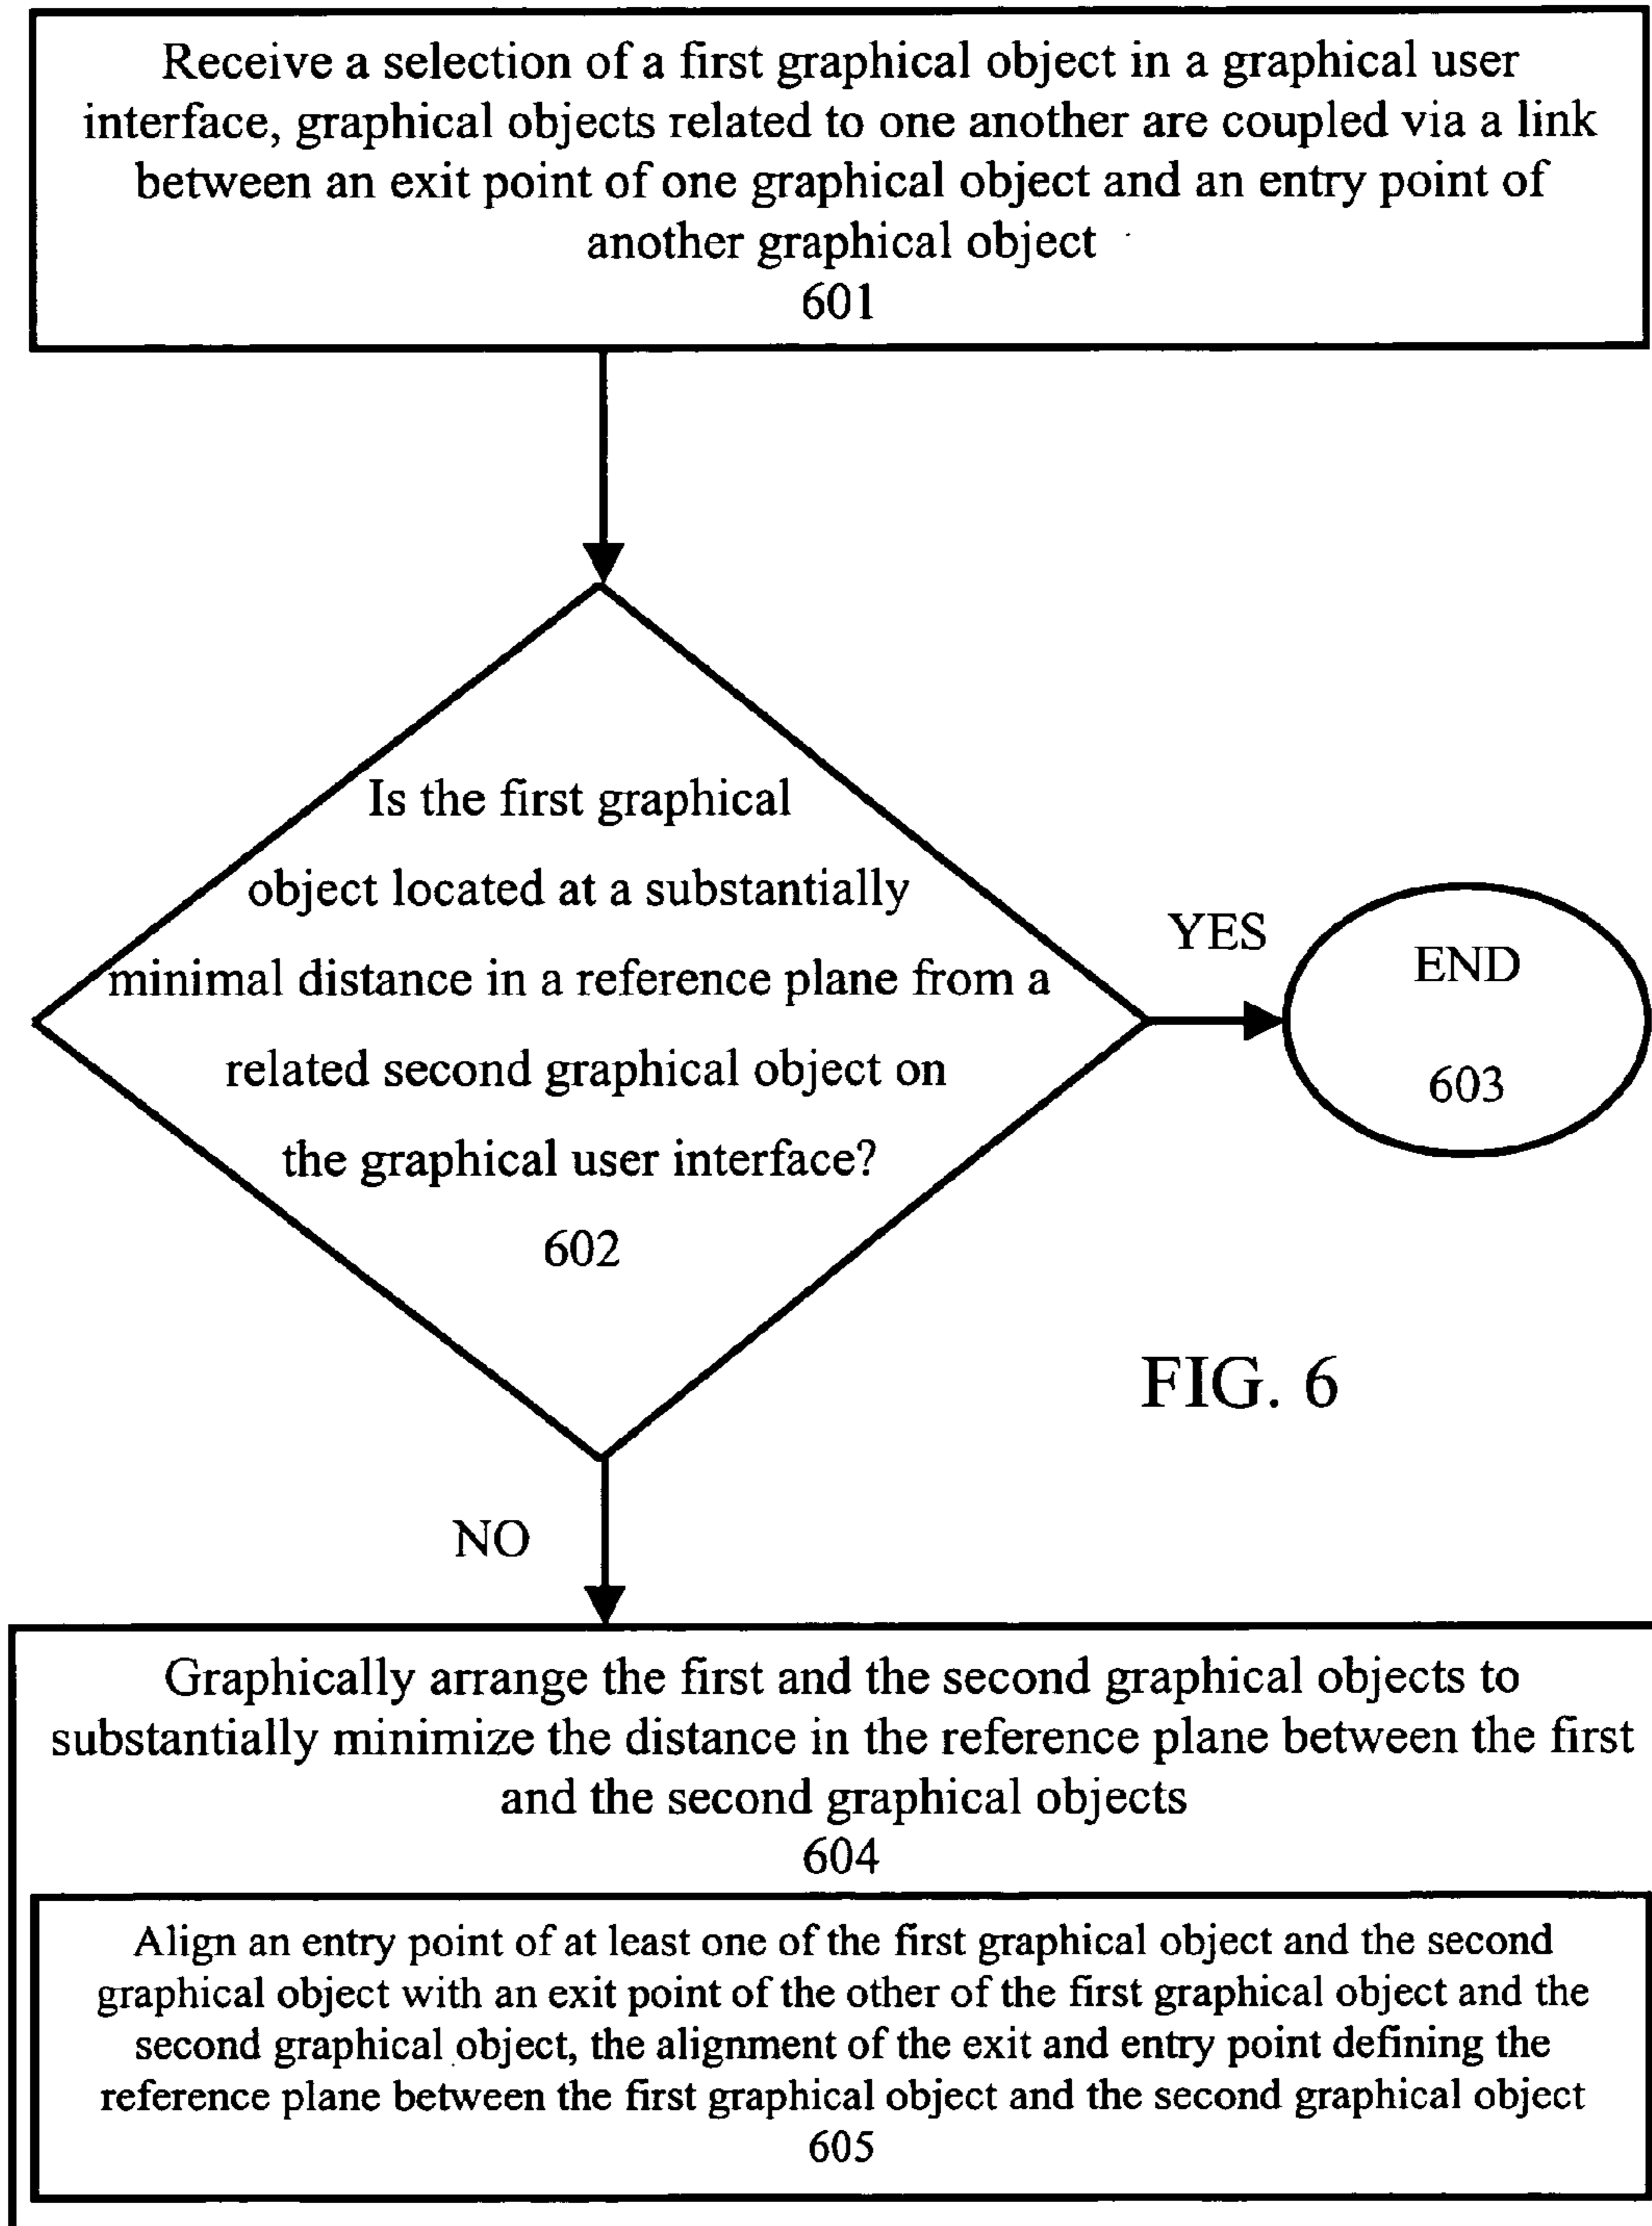 Receive a selection of a first graphical object in a graphical user
interface, graphical objects related to one another are coupled via a link
between an exit point of one graphical object and an entry point of
another graphical object
601
Is the first graphical
object located at a substantially
minimal distance in a reference plane from a
related second graphical object on
the graphical user interface?
602
YES
END
603
FIG. 6
NO
Graphically arrange the first and the second graphical objects to
substantially minimize the distance in the reference plane between the first
and the second graphical objects
604
Align an entry point of at least one of the first graphical object and the second
graphical object with an exit point of the other of the first graphical object and the
second graphical object, the alignment of the exit and entry point defining the
reference plane between the first graphical object and the second graphical object
605